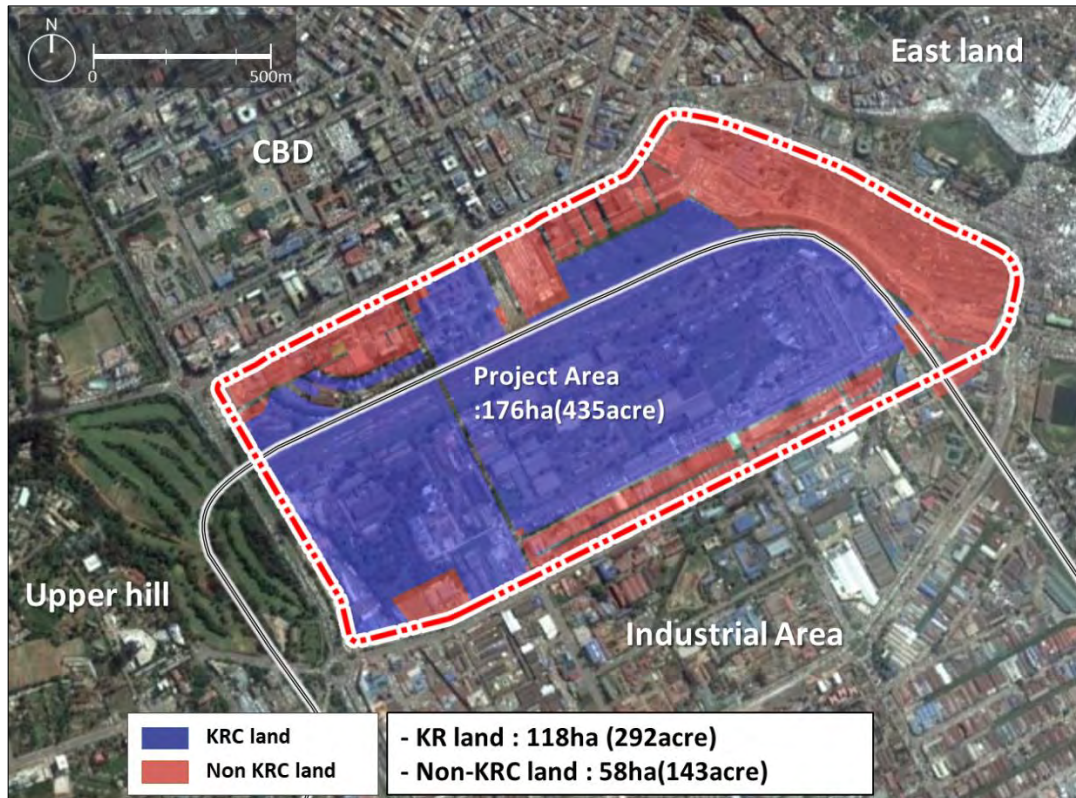 N
0 500m
East land
CBD
Project Area
:176ha(435acre)
Upper hill
Industrial Area
KRC land
Non KRC land
- KR land : 118ha (292acre)
- Non-KRC land : 58ha(143acre)